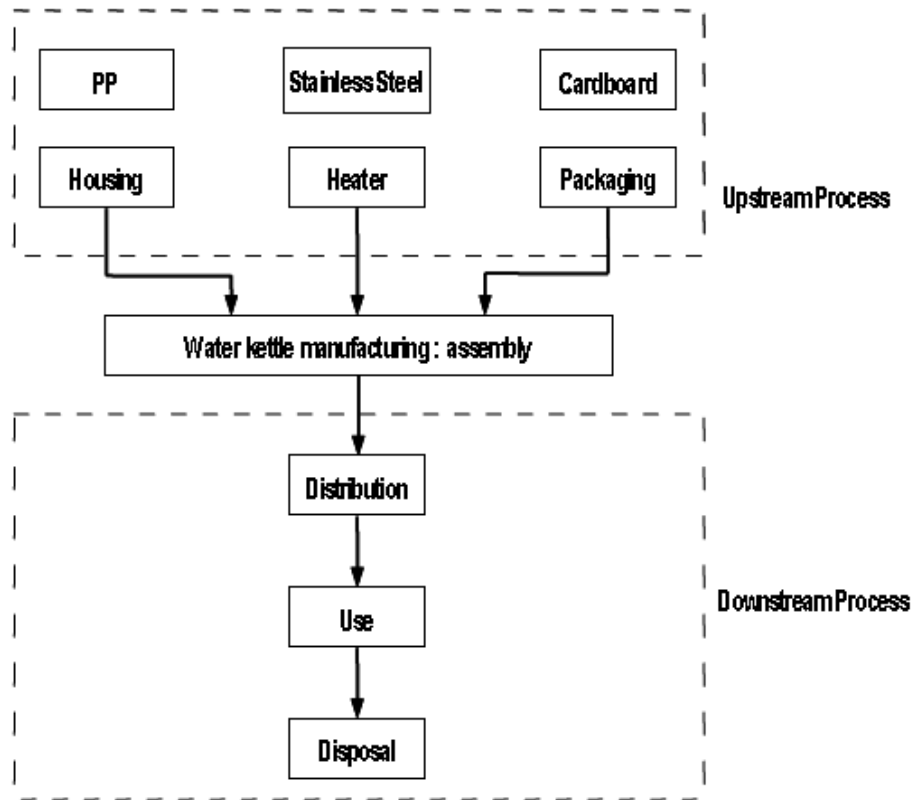 PP
Stainless Steel
Cardboard
Housing
Heater
Packaging
Upstream Process
Water kettle manufacturing : assembly
Distribution
Use
Downstream Process
Disposal